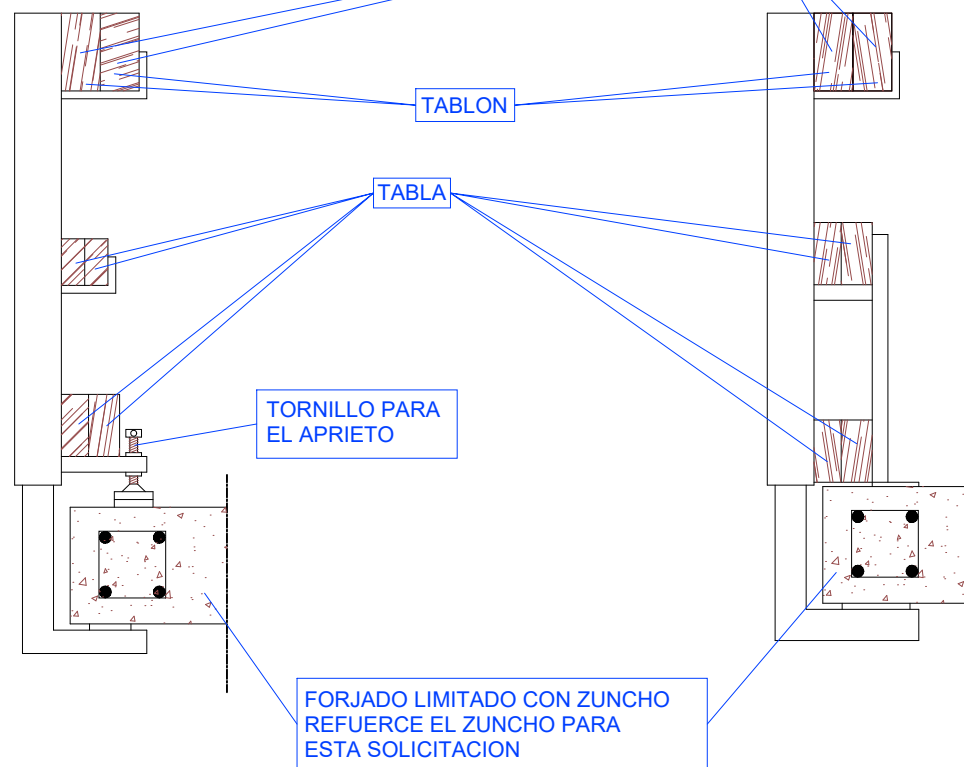 TABLON
TABLA
TORNILLO PARA
EL APRIETO
FORJADO LIMITADO CON ZUNCHO
REFUERCE EL ZUNCHO PARA
ESTA SOLICITACION